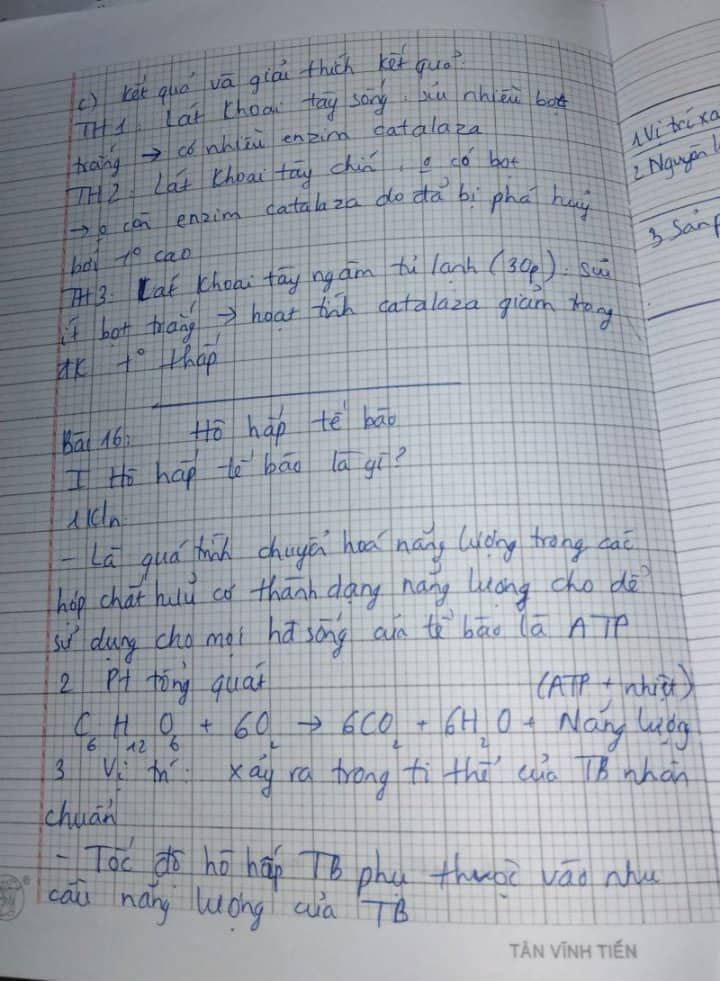 c) Kết quả và giải thích kết quả:
TH1: Lát khoai tây sống: sủi nhiều bọt
trắng → có nhiều enzim catalaza
TH2: Lát khoai tây chín, o có bọt
→ o còn enzim catalaza do đã bị phá huỷ
bởi t° cao
TH3: Lát khoai tây ngâm tủ lạnh (30p): sủi
ít bọt trắng → hoạt tính catalaza giảm trong
ĐK t° thấp
Bài 16: Hô hấp tế bào
I Hô hấp tế bào là gì?
1 Kn.
- Là quá trình chuyển hoá năng lượng trong các
hợp chất hữu cơ thành dạng năng lượng cho dễ
sử dụng cho mọi hđ sống của tế bào là ATP
2 Pt tổng quát (ATP + nhiệt)
C6H12O6 + 6O2 → 6CO2 + 6H2O + Năng lượng
3 Vị trí: xảy ra trong ti thể của TB nhân
chuẩn
- Tốc độ hô hấp TB phụ thuộc vào nhu
cầu năng lượng của TB
TÂN VĨNH TIẾN
1 Vị trí xả
2 Nguyên l
3 Sản p